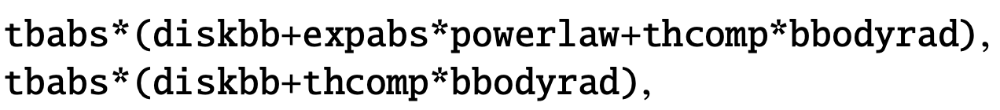 tbabs*(diskbb+expabs*powerlaw+thcomp*bbodyrad),
tbabs*(diskbb+thcomp*bbodyrad),